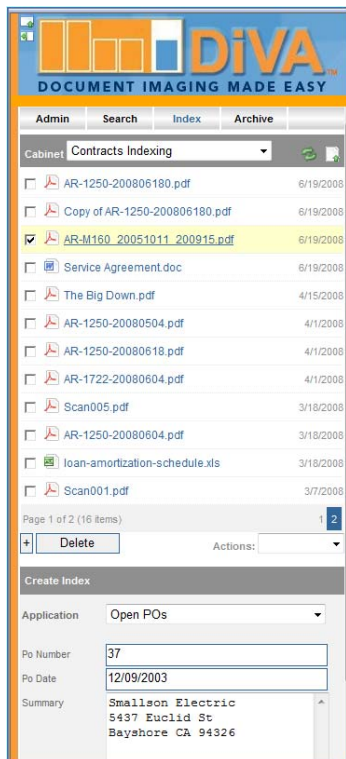 DiVA™
DOCUMENT IMAGING MADE EASY
Admin Search Index Archive
Cabinet Contracts Indexing
AR-1250-200806180.pdf 6/19/2008
Copy of AR-1250-200806180.pdf 6/19/2008
AR-M160_20051011_200915.pdf 6/19/2008
Service Agreement.doc 6/19/2008
The Big Down.pdf 4/15/2008
AR-1250-20080504.pdf 4/1/2008
AR-1250-20080618.pdf 4/1/2008
AR-1722-20080604.pdf 4/1/2008
Scan005.pdf 3/18/2008
AR-1250-20080604.pdf 3/18/2008
loan-amortization-schedule.xls 3/18/2008
Scan001.pdf 3/7/2008
Page 1 of 2 (16 items) 1 2
+ Delete Actions:
Create Index
Application Open POs
Po Number 37
Po Date 12/09/2003
Summary Smallson Electric
5437 Euclid St
Bayshore CA 94326